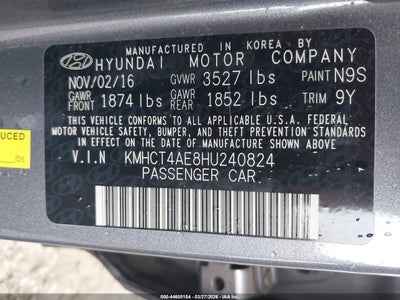 MANUFACTURED IN KOREA BY
HYUNDAI MOTOR COMPANY
NOV/02/16 GVWR 3527 lbs PAINT N9S
GAWR FRONT 1874 lbs GAWR REAR 1852 lbs TRIM 9Y
THIS VEHICLE CONFORMS TO ALL APPLICABLE U.S.A. FEDERAL
MOTOR VEHICLE SAFETY, BUMPER, AND THEFT PREVENTION STANDARDS
IN EFFECT ON THE DATE OF MANUFACTURE SHOWN ABOVE.
V.I.N KMHCT4AE8HU240824
PASSENGER CAR.
DUCED
000-44600154 - 03/27/2026 - IAA Inc.